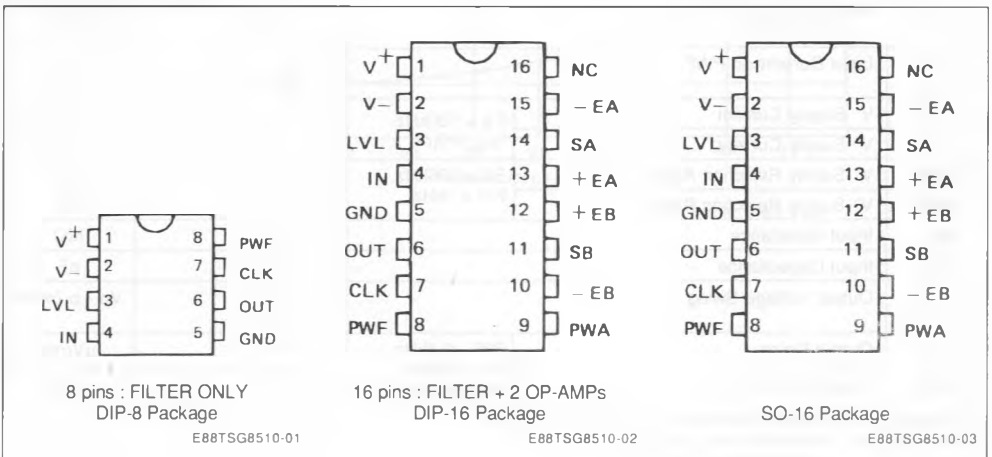 V+ 1 8 PWF
V– 2 7 CLK
LVL 3 6 OUT
IN 4 5 GND
8 pins : FILTER ONLY
DIP-8 Package
E88TSG8510-01
V+ 1 16 NC
V– 2 15 – EA
LVL 3 14 SA
IN 4 13 + EA
GND 5 12 + EB
OUT 6 11 SB
CLK 7 10 – EB
PWF 8 9 PWA
16 pins : FILTER + 2 OP-AMPs
DIP-16 Package
E88TSG8510-02
V+ 1 16 NC
V– 2 15 – EA
LVL 3 14 SA
IN 4 13 + EA
GND 5 12 + EB
OUT 6 11 SB
CLK 7 10 – EB
PWF 8 9 PWA
SO-16 Package
E88TSG8510-03